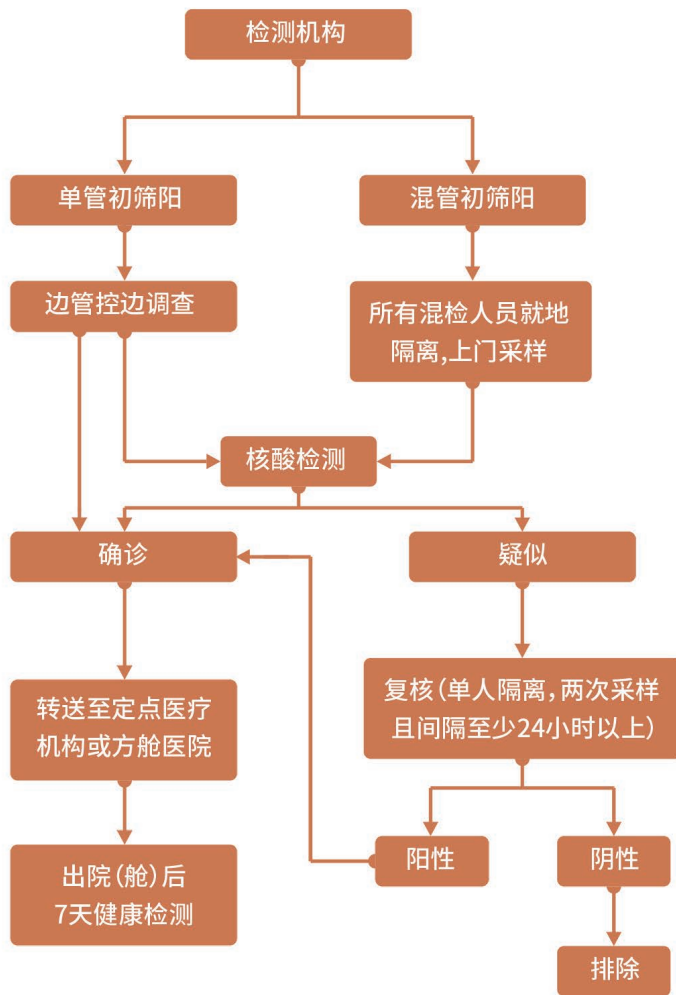 检测机构
单管初筛阳
混管初筛阳
边管控边调查
所有混检人员就地
隔离,上门采样
核酸检测
确诊
疑似
转送至定点医疗
机构或方舱医院
复核(单人隔离,两次采样
且间隔至少24小时以上)
出院(舱)后
7天健康检测
阳性
阴性
排除